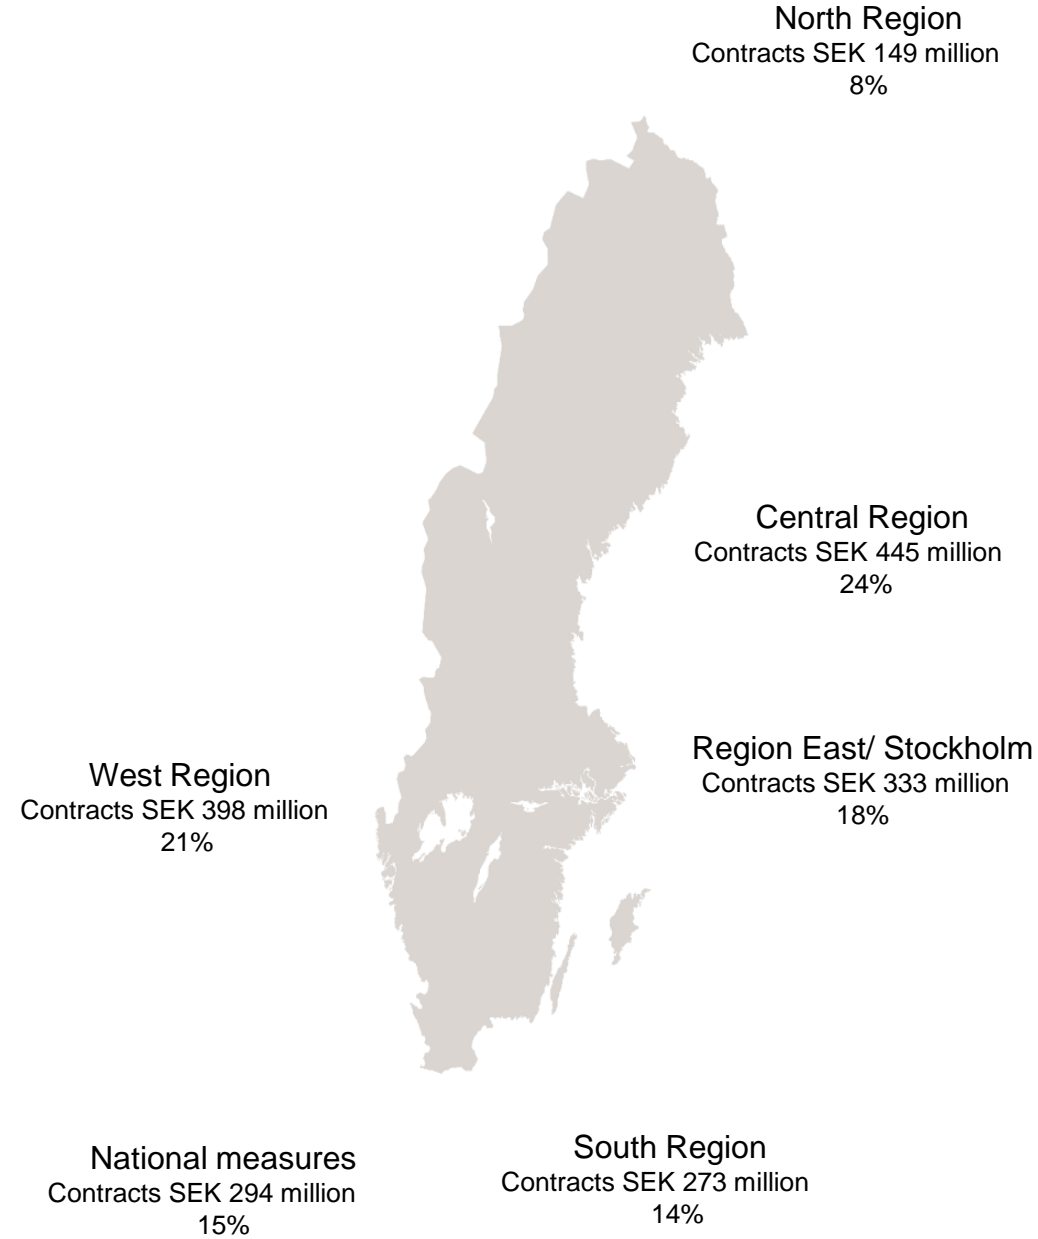 North Region
Contracts SEK 149 million
8%
Central Region
Contracts SEK 445 million
24%
Region East/ Stockholm
Contracts SEK 333 million
18%
West Region
Contracts SEK 398 million
21%
National measures
Contracts SEK 294 million
15%
South Region
Contracts SEK 273 million
14%